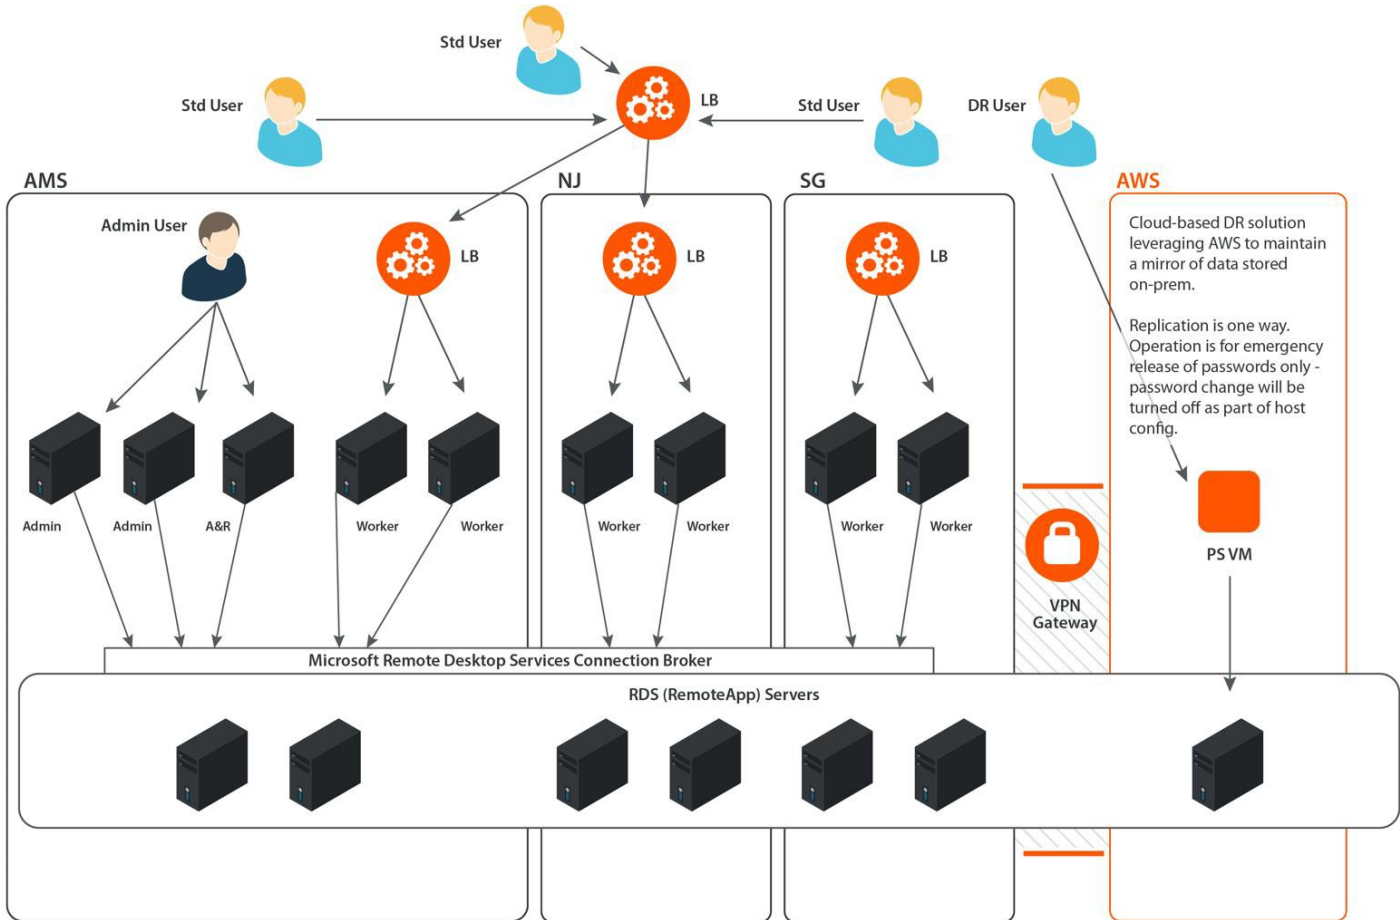 Std User
Std User
LB
Std User
DR User
AMS
NJ
SG
AWS
Admin User
LB
LB
LB
Cloud-based DR solution
leveraging AWS to maintain
a mirror of data stored
on-prem.
Replication is one way.
Operation is for emergency
release of passwords only -
password change will be
turned off as part of host
config.
Admin
Admin
A&R
Worker
Worker
Worker
Worker
Worker
Worker
PS VM
VPN
Gateway
Microsoft Remote Desktop Services Connection Broker
RDS (RemoteApp) Servers